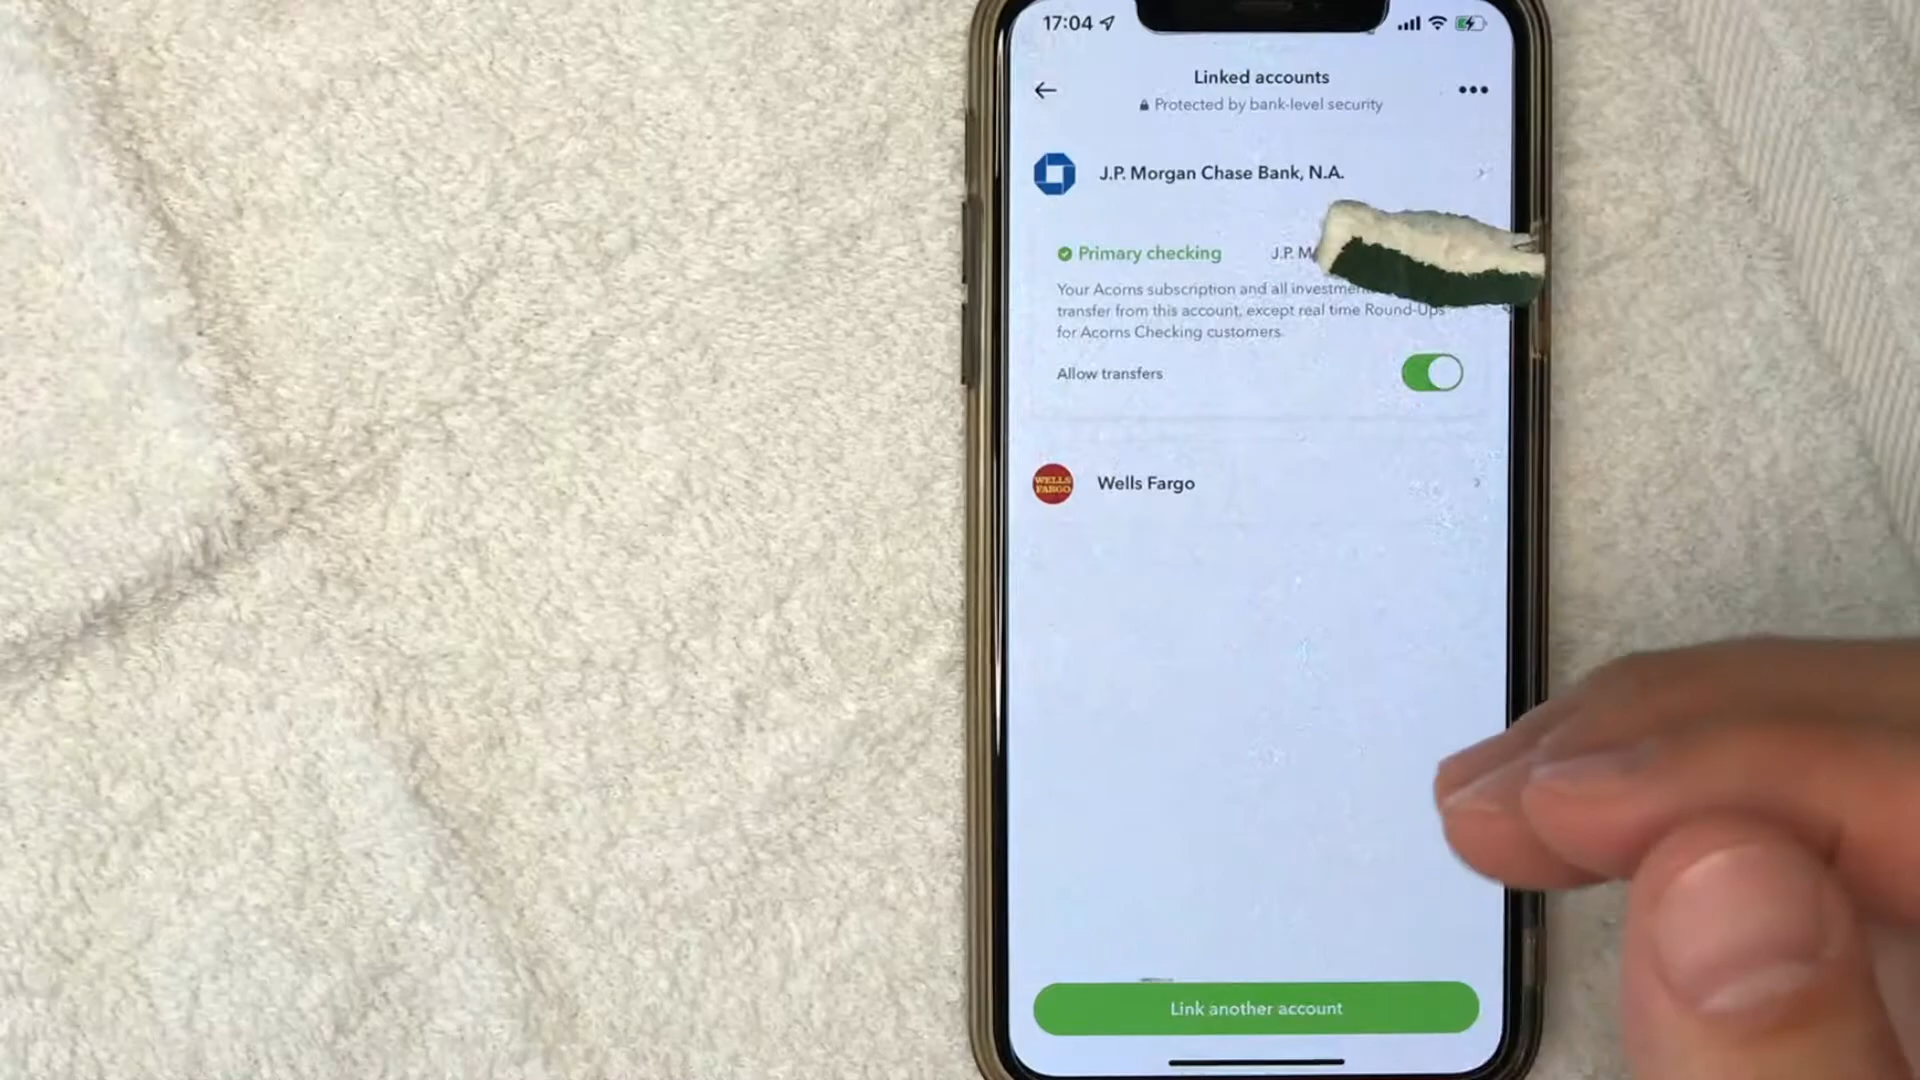 17:04
Linked accounts
Protected by bank-level security
J.P. Morgan Chase Bank, N.A.
Primary checking J.P.
Your Acorns subscription and all
transfer from this account, except real time Round-Ups
for Acorns Checking customers.
Allow transfers
WELLS
FARGO
Wells Fargo
Link another account